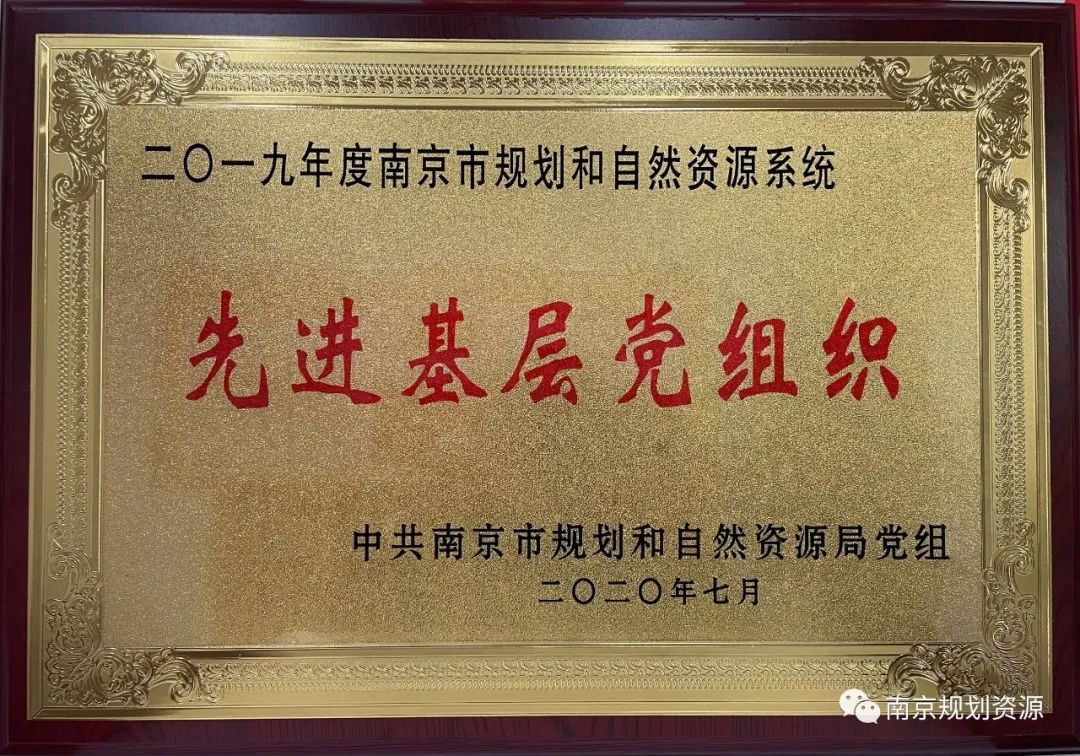 二〇一九年度南京市规划和自然资源系统
先进基层党组织
中共南京市规划和自然资源局党组
二〇二〇年七月
南京规划资源